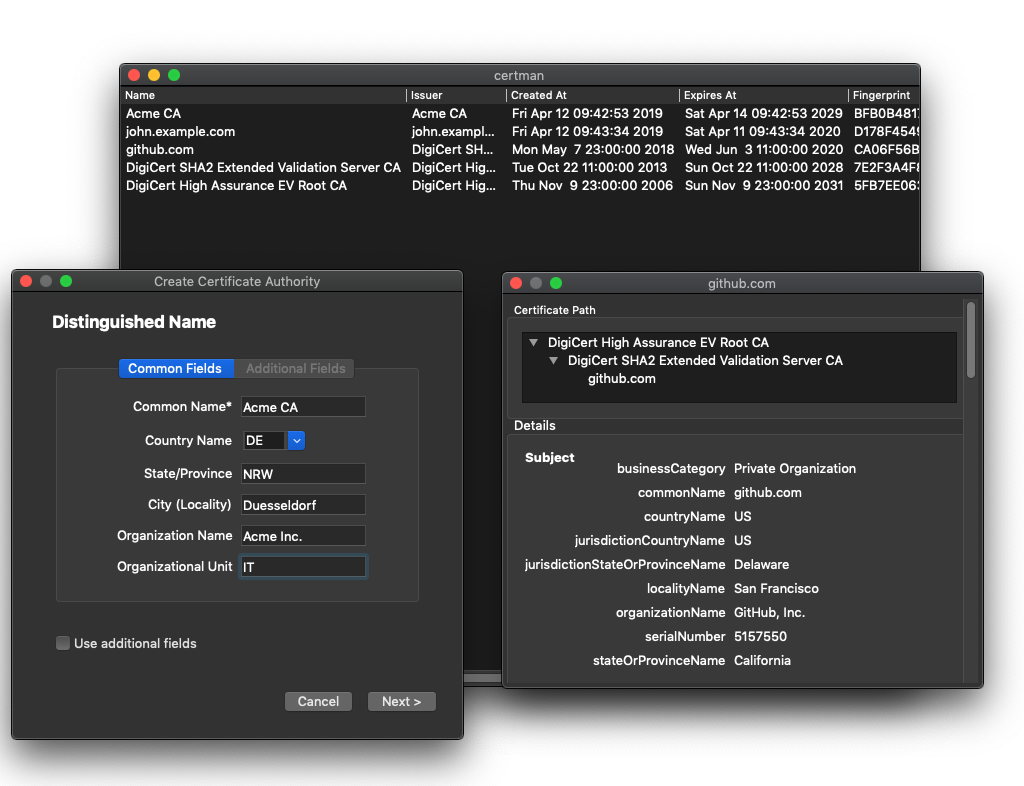 certman
Name Issuer Created At Expires At Fingerprint
Acme CA Acme CA Fri Apr 12 09:42:53 2019 Sat Apr 14 09:42:53 2029 BFB0B481
john.example.com john.exampl... Fri Apr 12 09:43:34 2019 Sat Apr 11 09:43:34 2020 D178F454
github.com DigiCert SH... Mon May 7 23:00:00 2018 Wed Jun 3 11:00:00 2020 CA06F56B
DigiCert SHA2 Extended Validation Server CA DigiCert Hig... Tue Oct 22 11:00:00 2013 Sun Oct 22 11:00:00 2028 7E2F3A4F
DigiCert High Assurance EV Root CA DigiCert Hig... Thu Nov 9 23:00:00 2006 Sun Nov 9 23:00:00 2031 5FB7EE06
Create Certificate Authority
Distinguished Name
Common Fields Additional Fields
Common Name* Acme CA
Country Name DE
State/Province NRW
City (Locality) Duesseldorf
Organization Name Acme Inc.
Organizational Unit IT
Use additional fields
Cancel Next >
github.com
Certificate Path
DigiCert High Assurance EV Root CA
DigiCert SHA2 Extended Validation Server CA
github.com
Details
Subject
businessCategory Private Organization
commonName github.com
countryName US
jurisdictionCountryName US
jurisdictionStateOrProvinceName Delaware
localityName San Francisco
organizationName GitHub, Inc.
serialNumber 5157550
stateOrProvinceName California